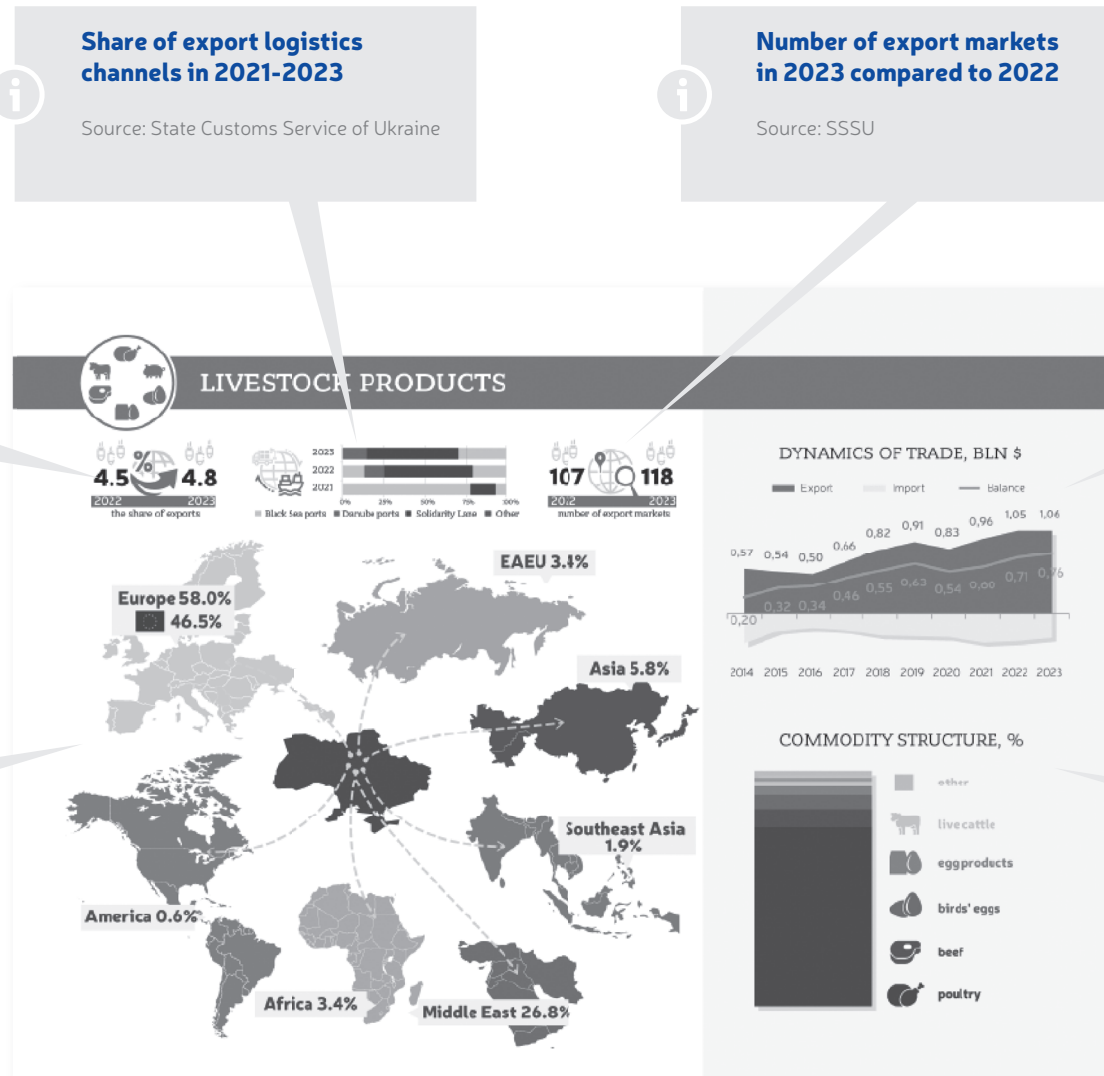 Share of export logistics
channels in 2021-2023
Source: State Customs Service of Ukraine
Number of export markets
in 2023 compared to 2022
Source: SSSU
LIVESTOCK PRODUCTS
4.5 % 4.8
2022 2023
the share of exports
2023
2022
2021
0% 25% 50% 75% 100%
Black Sea ports Danube ports Solidarity Lane Other
107 118
2022 2023
number of export markets
DYNAMICS OF TRADE, BLN $
Export Import Balance
0,57 0,54 0,50 0,66 0,82 0,91 0,83 0,96 1,05 1,06
0,20 0,32 0,34 0,46 0,55 0,63 0,54 0,60 0,71 0,76
2014 2015 2016 2017 2018 2019 2020 2021 2022 2023
EAEU
Europe 58.0%
46.5%
Asia 5.8%
Southeast Asia
1.9%
America 0.6%
Africa 3.4%
Middle East 26.8%
COMMODITY STRUCTURE, %
other
live cattle
egg products
birds' eggs
beef
poultry